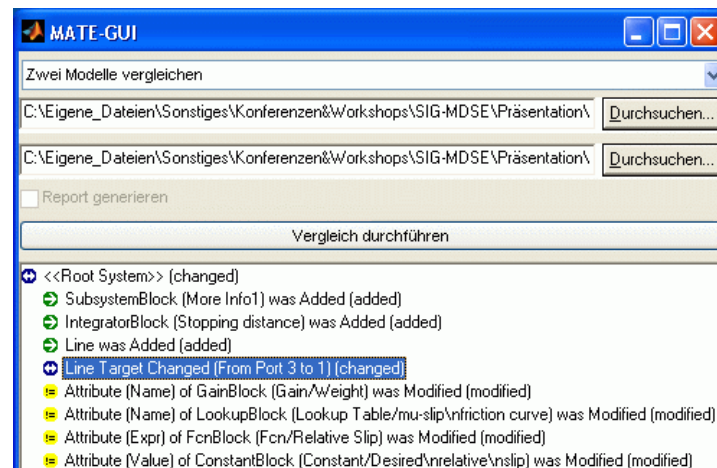 MATE-GUI
Zwei Modelle vergleichen
C:\Eigene_Dateien\Sonstiges\Konferenzen&Workshops\SIG-MDSE\Präsentation\ Durchsuchen...
C:\Eigene_Dateien\Sonstiges\Konferenzen&Workshops\SIG-MDSE\Präsentation\ Durchsuchen...
Report generieren
Vergleich durchführen
<<Root System>> (changed)
SubsystemBlock (More Info1) was Added (added)
IntegratorBlock (Stopping distance) was Added (added)
Line was Added (added)
Line Target Changed (From Port 3 to 1) (changed)
!= Attribute (Name) of GainBlock (Gain/Weight) was Modified (modified)
!= Attribute (Name) of LookupBlock (Lookup Table/mu-slip\nfriction curve) was Modified (modified)
!= Attribute (Expr) of FcnBlock (Fcn/Relative Slip) was Modified (modified)
!= Attribute (Value) of ConstantBlock (Constant/Desired\nrelative\nslip) was Modified (modified)